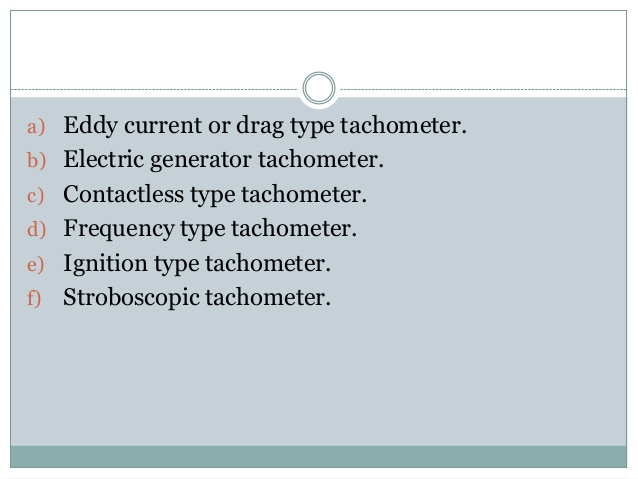 a) Eddy current or drag type tachometer.
b) Electric generator tachometer.
c) Contactless type tachometer.
d) Frequency type tachometer.
e) Ignition type tachometer.
f) Stroboscopic tachometer.